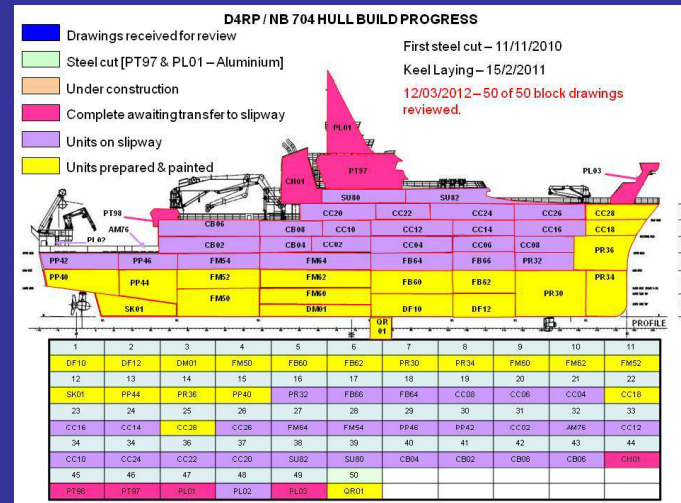 D4RP / NB 704 HULL BUILD PROGRESS
Drawings received for review
Steel cut [PT97 & PL01 – Aluminium]
Under construction
Complete awaiting transfer to slipway
Units on slipway
Units prepared & painted
First steel cut – 11/11/2010
Keel Laying – 15/2/2011
12/03/2012 – 50 of 50 block drawings
reviewed.
PL01
CH01 PT97 PL03
SU80 SU82
PT98 CC20 CC22 CC24 CC26 CC28
AM76 CB06 CB08 CC10 CC12 CC14 CC16 CC18
PL02 CB02 CB04 CC02 CC04 CC06 CC08 PR36
PP42 PP46 FM54 FM64 FB64 FB66 PR32
PP40 PP44 FM52 FM62 FB60 FB62 PR30 PR34
FM50 FM60
SK01 DM01 DF10 DF12
QR
01
PROFILE
1 2 3 4 5 6 7 8 9 10 11
DF10 DF12 DM01 FM50 FB60 FB62 PR30 PR34 FM60 FM62 FM52
12 13 14 15 16 17 18 19 20 21 22
SK01 PP44 PR36 PP40 PR32 FB66 FB64 CC08 CC06 CC04 CC18
23 24 25 26 27 28 29 30 31 32 33
CC16 CC14 CC28 CC26 FM64 FM54 PP46 PP42 CC02 AM76 CC12
34 34 36 37 38 39 40 41 42 43 44
CC10 CC24 CC22 CC20 SU82 SU80 CB04 CB02 CB08 CB06 CH01
45 46 47 48 49 50
PT98 PT97 PL01 PL02 PL03 QR01